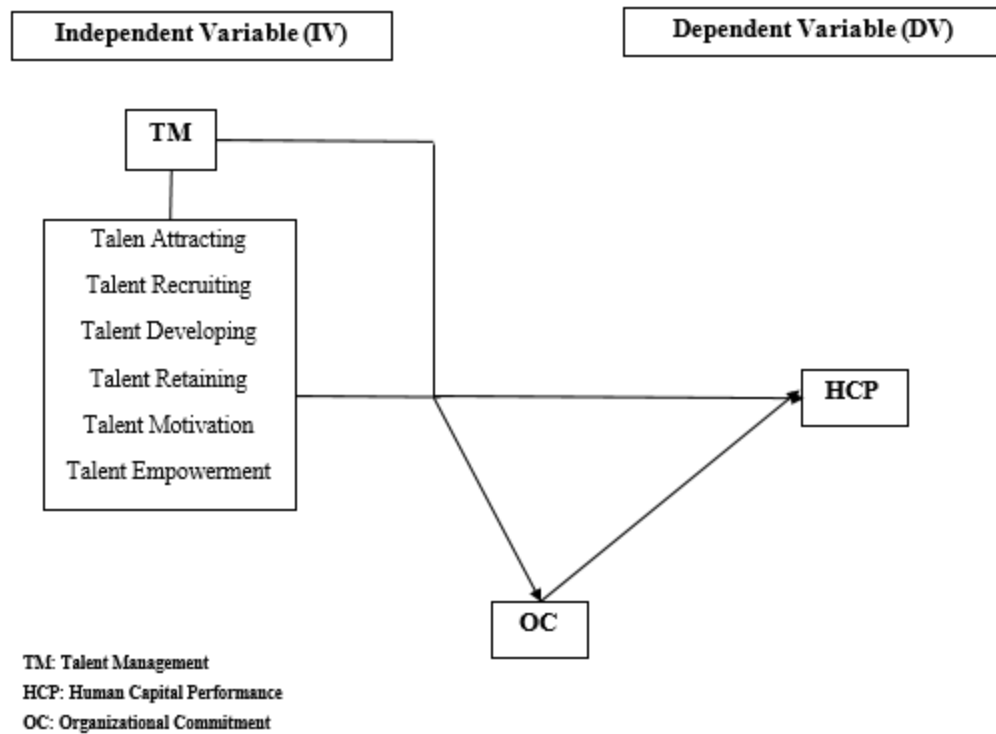 Independent Variable (IV)
Dependent Variable (DV)
TM
Talen Attracting
Talent Recruiting
Talent Developing
Talent Retaining
Talent Motivation
Talent Empowerment
HCP
OC
TM: Talent Management
HCP: Human Capital Performance
OC: Organizational Commitment